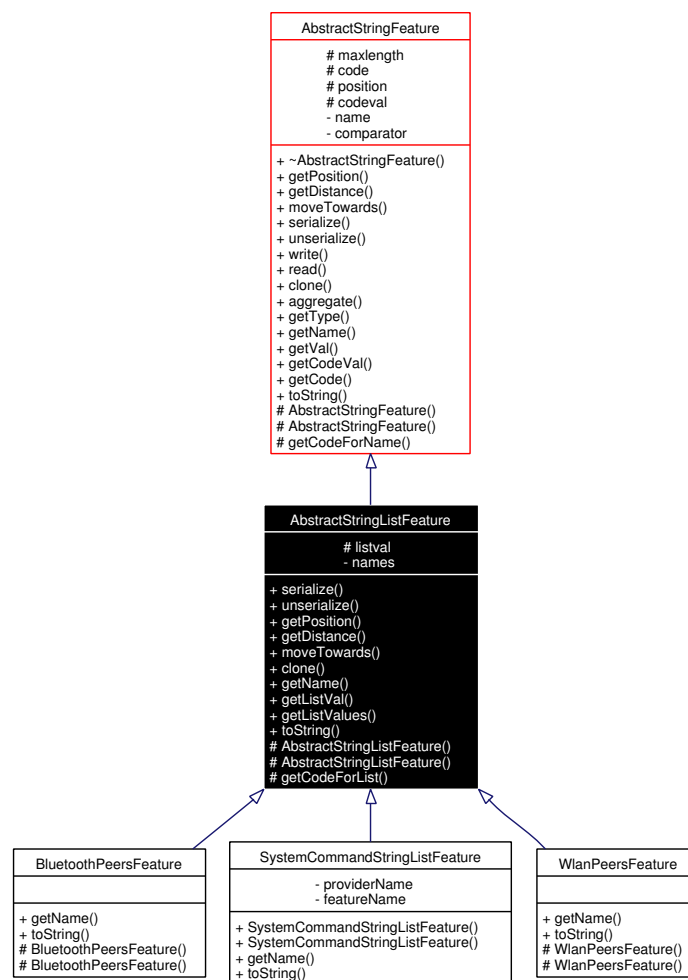 AbstractStringFeature
# maxlength
# code
# position
# codeval
- name
- comparator
+ ~AbstractStringFeature()
+ getPosition()
+ getDistance()
+ moveTowards()
+ serialize()
+ unserialize()
+ write()
+ read()
+ clone()
+ aggregate()
+ getType()
+ getName()
+ getVal()
+ getCodeVal()
+ getCode()
+ toString()
# AbstractStringFeature()
# AbstractStringFeature()
# getCodeForName()
AbstractStringListFeature
# listval
- names
+ serialize()
+ unserialize()
+ getPosition()
+ getDistance()
+ moveTowards()
+ clone()
+ getName()
+ getListVal()
+ getListValues()
+ toString()
# AbstractStringListFeature()
# AbstractStringListFeature()
# getCodeForList()
BluetoothPeersFeature
+ getName()
+ toString()
# BluetoothPeersFeature()
# BluetoothPeersFeature()
SystemCommandStringListFeature
- providerName
- featureName
+ SystemCommandStringListFeature()
+ SystemCommandStringListFeature()
+ getName()
+ toString()
WlanPeersFeature
+ getName()
+ toString()
# WlanPeersFeature()
# WlanPeersFeature()